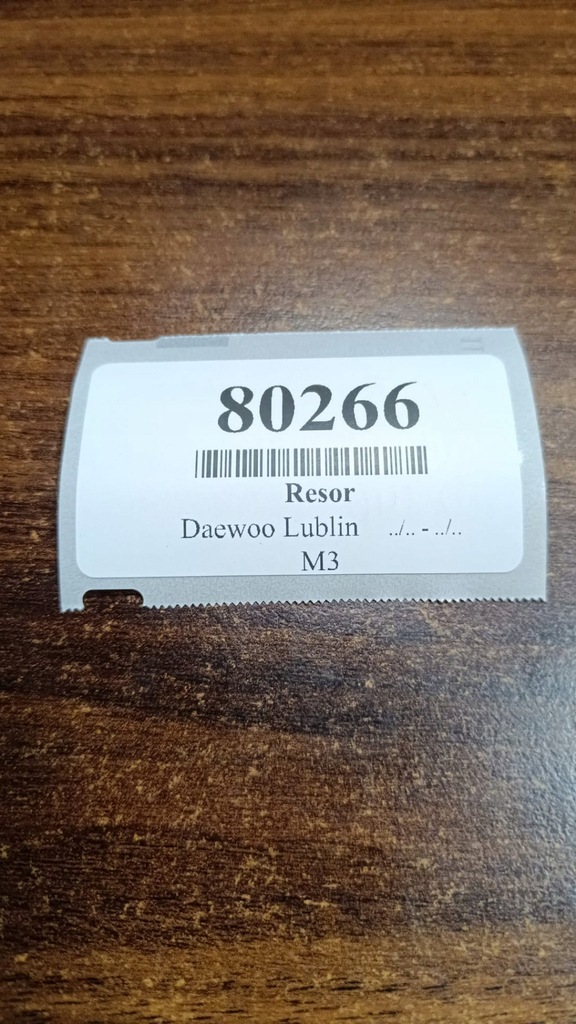 80266
Resor
Daewoo Lublin ../.. - ../..
M3